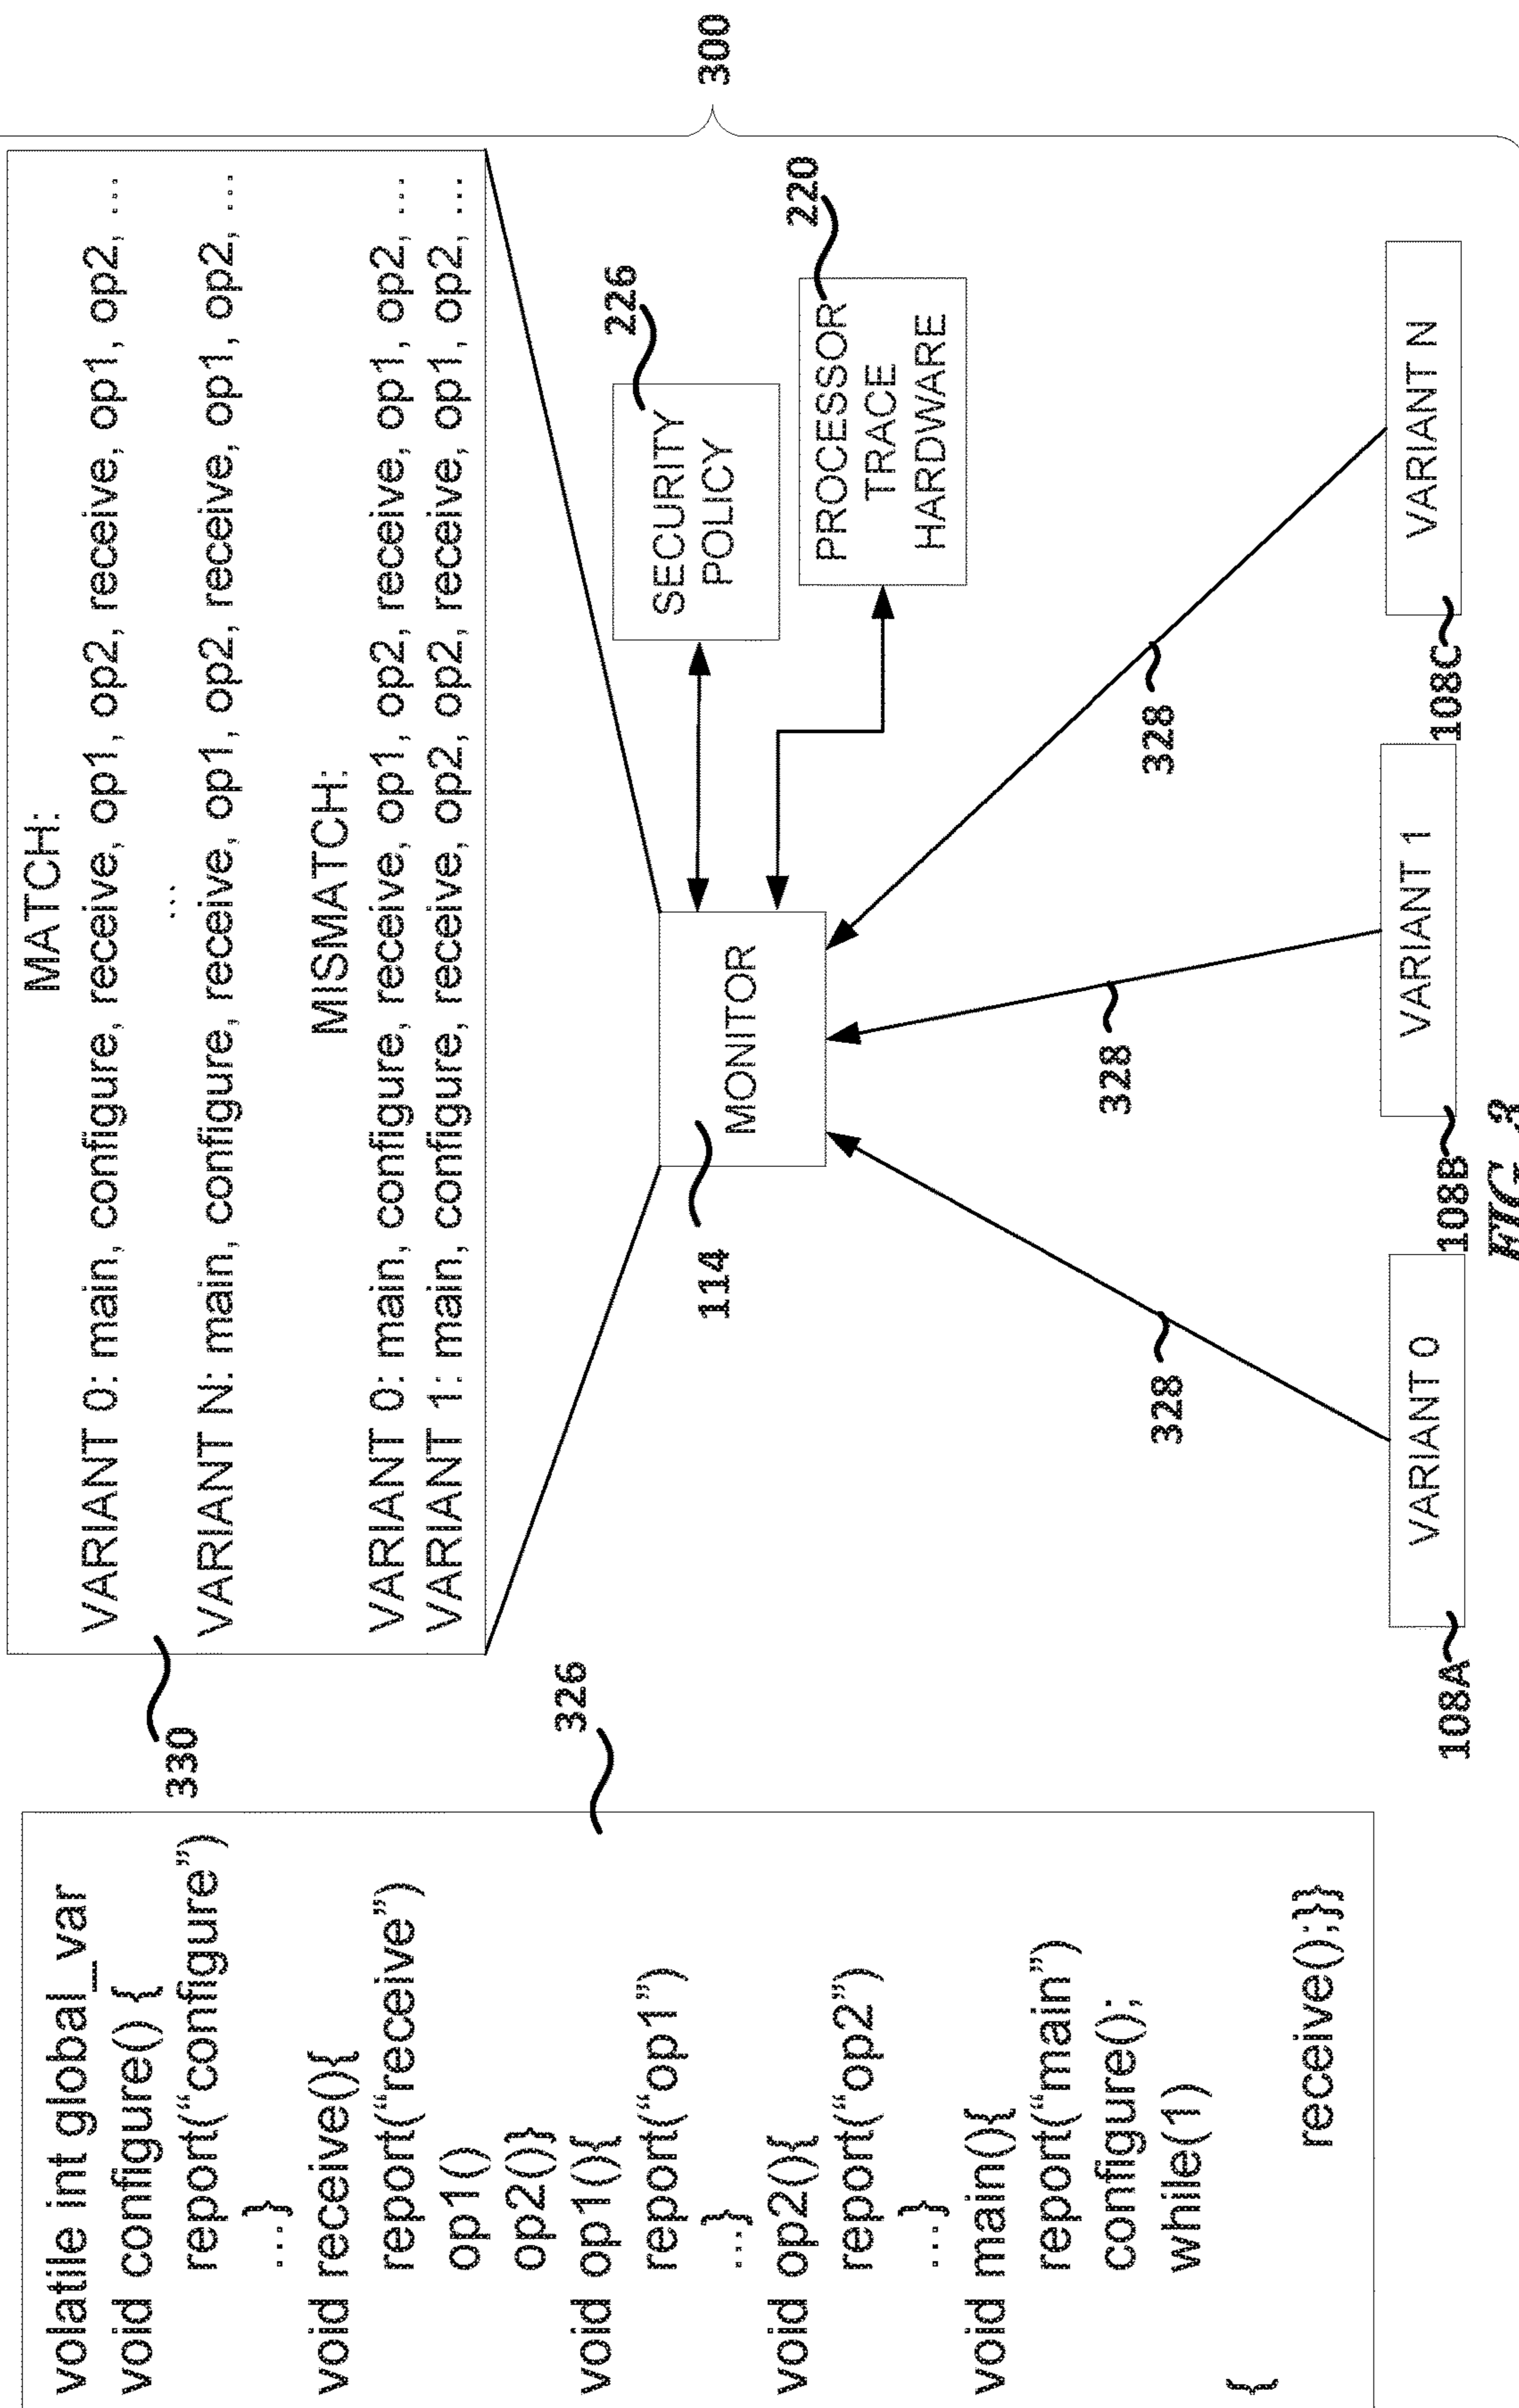 volatile int global_var
void configure() {
report(“configure”)
...}
void receive(){
report(“receive”)
op1()
op2()}
void op1(){
report(“op1”)
...}
void op2(){
report(“op2”)
...}
void main(){
report(“main”)
configure();
while(1)
{
receive();}}
326
330
MATCH:
VARIANT 0: main, configure, receive, op1, op2, receive, op1, op2, ...
...
VARIANT N: main, configure, receive, op1, op2, receive, op1, op2, ...
MISMATCH:
VARIANT 0: main, configure, receive, op1, op2, receive, op1, op2, ...
VARIANT 1: main, configure, receive, op2, op2, receive, op1, op2, ...
114
MONITOR
SECURITY
POLICY
226
PROCESSOR
TRACE
HARDWARE
220
300
328
328
328
VARIANT 0
108A
VARIANT 1
108B
VARIANT N
108C
FIG. 3